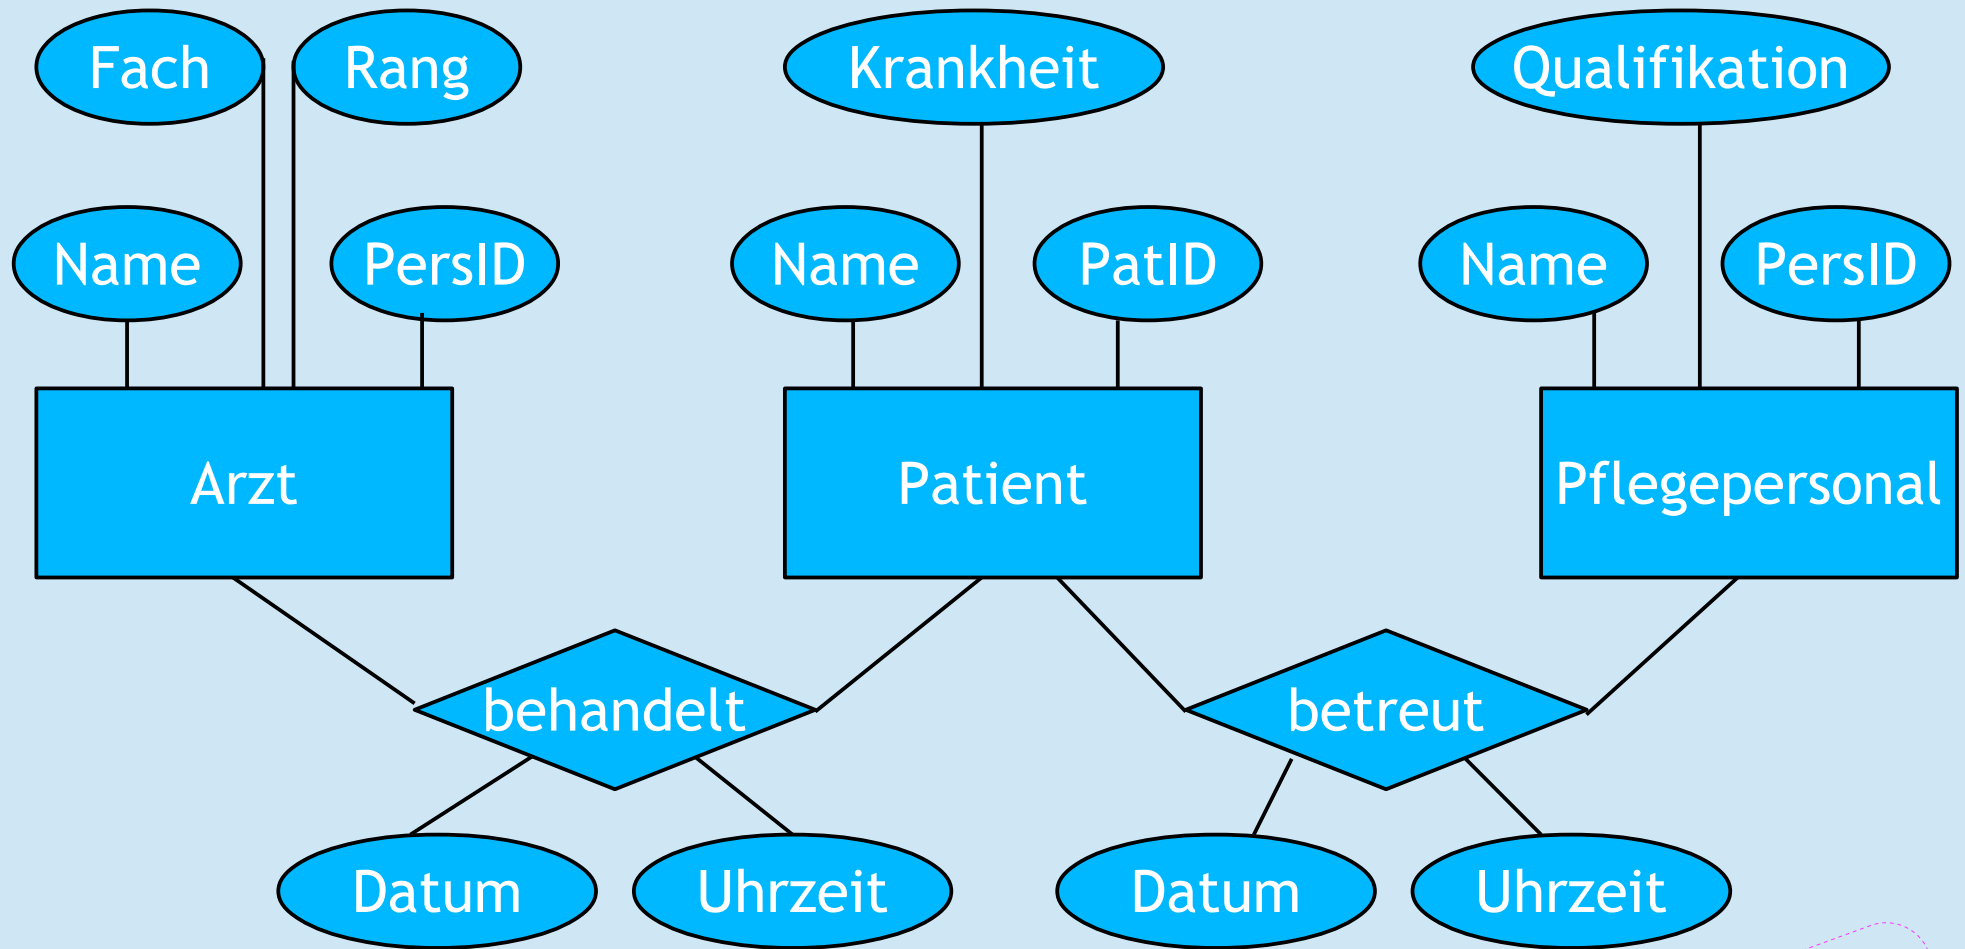 Fach
Rang
Krankheit
Qualifikation
Name
PersID
Name
PatID
Name
PersID
Arzt
Patient
Pflegepersonal
behandelt
betreut
Datum
Uhrzeit
Datum
Uhrzeit